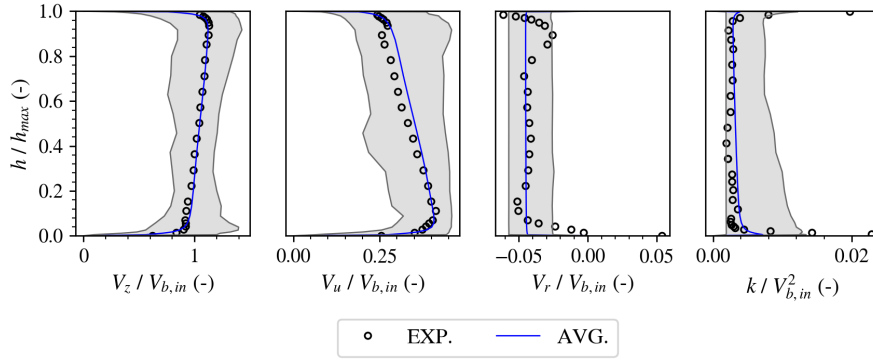 1.0
0.8
0.6
0.4
0.2
0.0
h / h_max (-)
0 1
0.00 0.25
−0.05 0.00 0.05
0.00 0.02
V_z / V_b,in (-)
V_u / V_b,in (-)
V_r / V_b,in (-)
k / V²_b,in (-)
EXP. AVG.